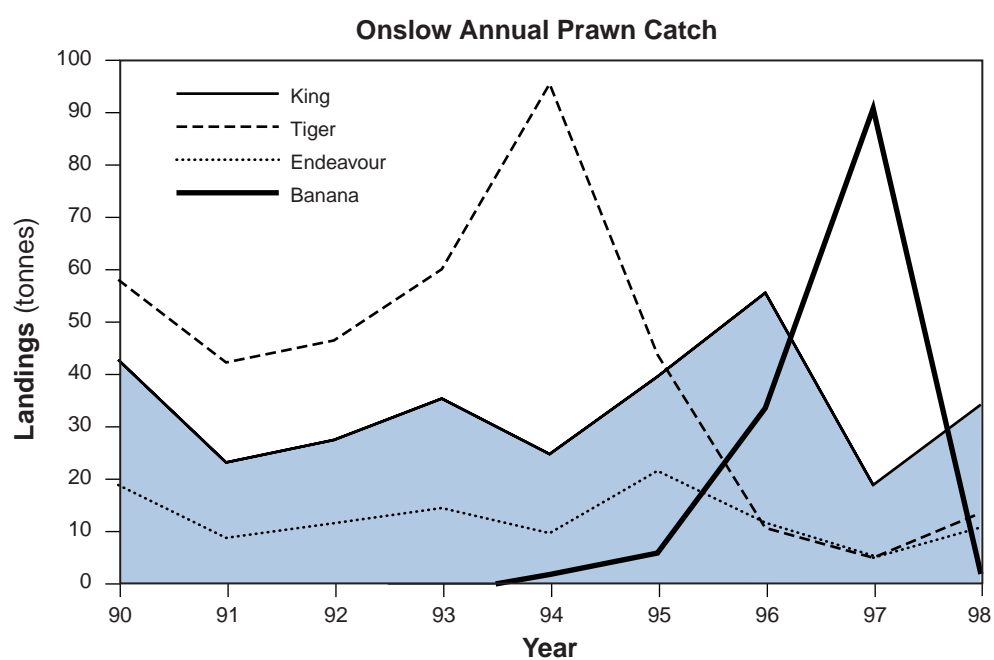 Onslow Annual Prawn Catch
100
90
80
70
60
50
40
30
20
10
0
Landings (tonnes)
King
Tiger
Endeavour
Banana
90 91 92 93 94 95 96 97 98
Year